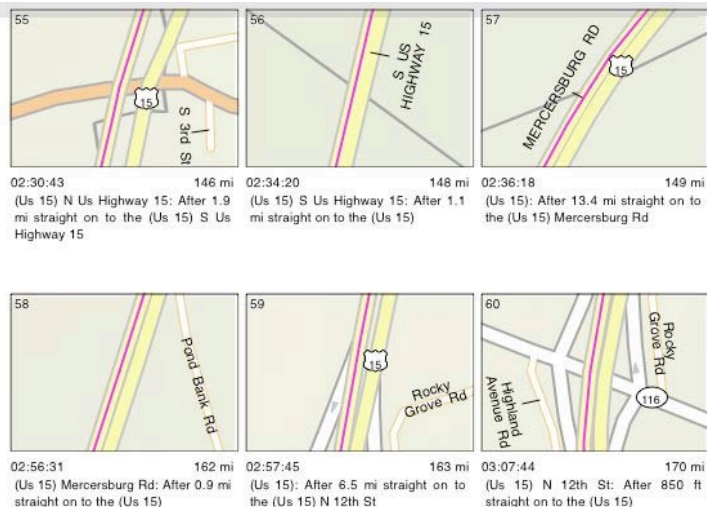 55
15
S 3rd St
02:30:43 146 mi
(Us 15) N Us Highway 15: After 1.9
mi straight on to the (Us 15) S Us
Highway 15
56
S US
HIGHWAY 15
02:34:20 148 mi
(Us 15) S Us Highway 15: After 1.1
mi straight on to the (Us 15)
57
MERCERSBURG RD
15
02:36:18 149 mi
(Us 15): After 13.4 mi straight on to
the (Us 15) Mercersburg Rd
58
Pond Bank Rd
02:56:31 162 mi
(Us 15) Mercersburg Rd: After 0.9 mi
straight on to the (Us 15)
59
15
Rocky
Grove Rd
02:57:45 163 mi
(Us 15): After 6.5 mi straight on to
the (Us 15) N 12th St
60
Rocky
Grove Rd
Highland
Avenue Rd
116
03:07:44 170 mi
(Us 15) N 12th St: After 850 ft
straight on to the (Us 15)